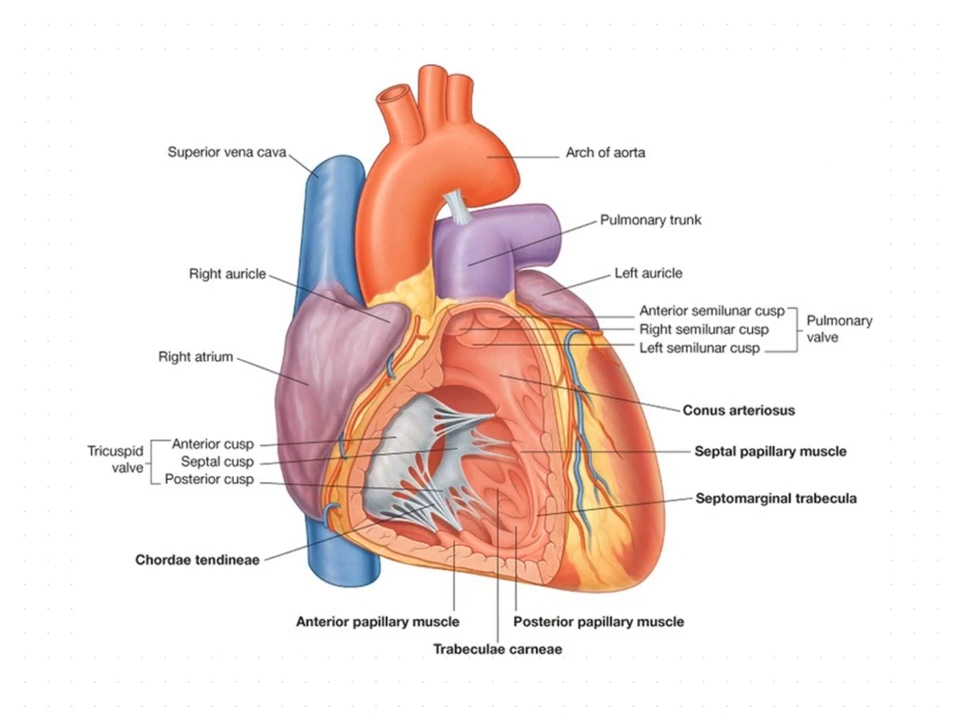 Superior vena cava
Arch of aorta
Pulmonary trunk
Right auricle
Left auricle
Anterior semilunar cusp
Right semilunar cusp
Left semilunar cusp
Pulmonary
valve
Right atrium
Conus arteriosus
Tricuspid
valve
Anterior cusp
Septal cusp
Posterior cusp
Septal papillary muscle
Septomarginal trabecula
Chordae tendineae
Anterior papillary muscle
Posterior papillary muscle
Trabeculae carneae